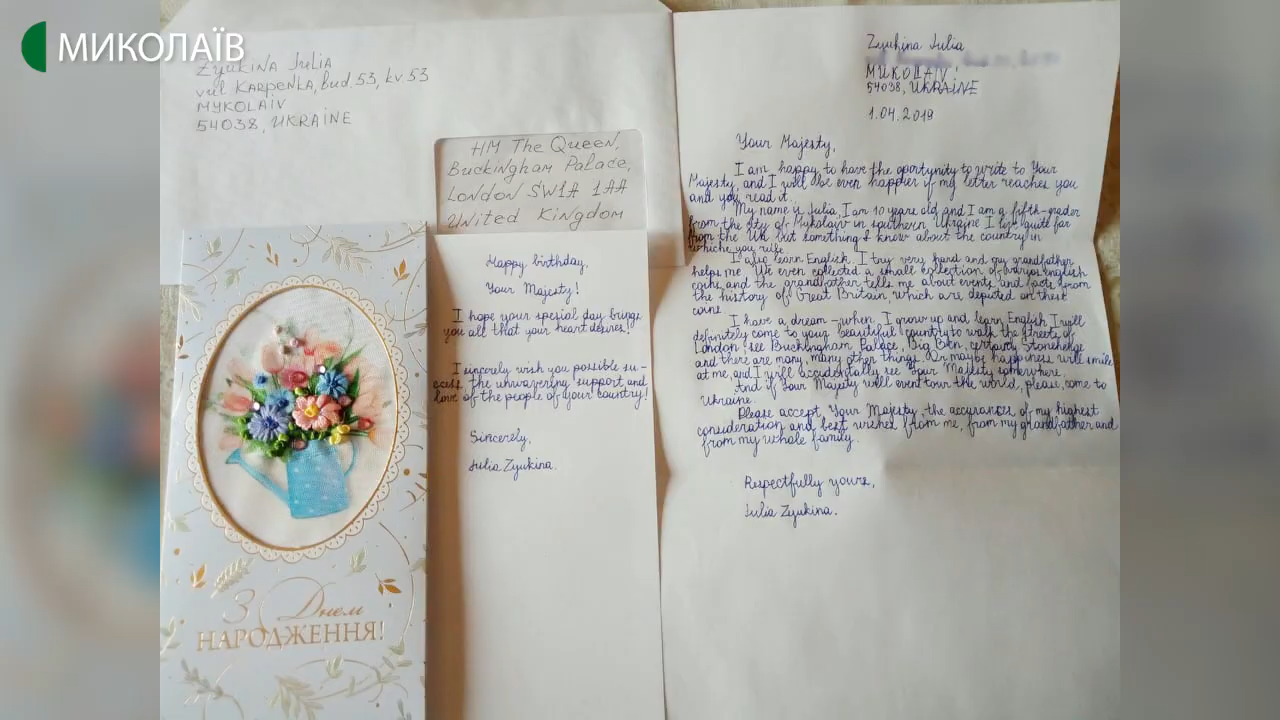 МИКОЛАЇВ
Zyukina Iulia
vul Karpenka, bud. 53, kv 53
MYKOLAIV
54038, UKRAINE
HM The Queen,
Buckingham Palace,
London SW1A 1AA
United Kingdom
З Днем
НАРОДЖЕННЯ!
Happy birthday,
Your Majesty!
I hope your special day brings
you all that your heart desires!
I sincerely wish you possible su-
ccess, the unwavering support and
love of the people of your country!
Sincerely,
Iulia Zyukina.
Zyukina Iulia
MYKOLAIV,
54038, UKRAINE
1.04.2019
Your Majesty,
I am happy to have the oportunity to write to Your
Majesty, and I will be even happier if my letter reaches you
and you read it.
My name is Iulia, I am 10 years old and I am a fifth-grader
from the city of Mykolaiv in southern Ukraine. I live quite far
from the UK but something I know about the country in
which you rule.
I also learn English. I try very hard and my grandfather
helps me. We even collected a small collection of english
coins, and the grandfather tells me about events and facts from
the history of Great Britain which are depicted on these
coins.
I have a dream - when I grow up and learn English I will
definitely come to your beautiful country to walk the streets of
London, see Buckingham Palace, Big Ben, certainly Stonehenge
and there are many, many other things. Or maybe happiness will smile
at me, and I will accidentally see Your Majesty somewhere.
And if Your Majesty will even tour the world, please, come to
Ukraine.
Please accept, Your Majesty, the assurances of my highest
consideration and best wishes from me, from my grandfather and
from my whole family.
Respectfully yours,
Iulia Zyukina.